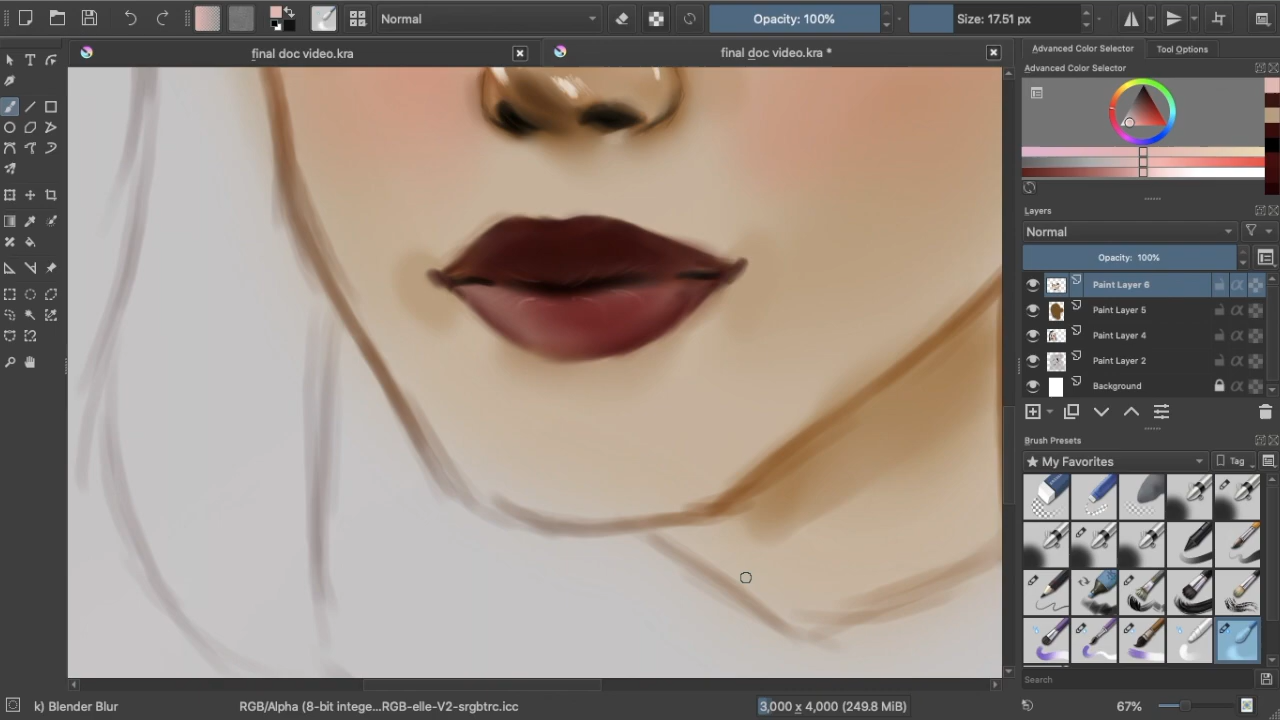 Normal
Opacity: 100%
Size: 17.51 px
final doc video.kra
final doc video.kra *
Advanced Color Selector
Tool Options
Advanced Color Selector
Layers
Normal
Opacity: 100%
Paint Layer 6
Paint Layer 5
Paint Layer 4
Paint Layer 2
Background
Brush Presets
My Favorites
Tag
Search
k) Blender Blur
RGB/Alpha (8-bit intege...RGB-elle-V2-srgbtrc.icc
3,000 x 4,000 (249.8 MiB)
67%